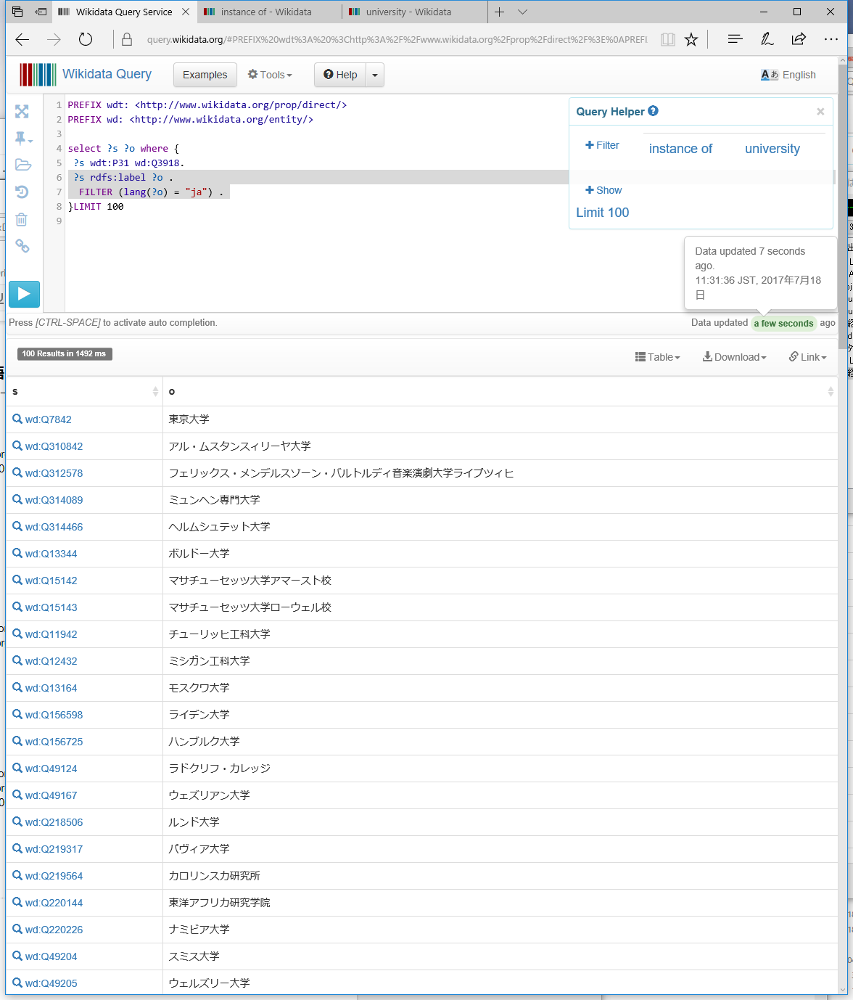 Wikidata Query Service
instance of - Wikidata
university - Wikidata
query.wikidata.org/#PREFIX%20wdt%3A%20%3Chttp%3A%2F%2Fwww.wikidata.org%2Fprop%2Fdirect%2F%3E%0APREFI
Wikidata Query
Examples
Tools
Help
English
1 PREFIX wdt: <http://www.wikidata.org/prop/direct/>
2 PREFIX wd: <http://www.wikidata.org/entity/>
3
4 select ?s ?o where {
5 ?s wdt:P31 wd:Q3918.
6 ?s rdfs:label ?o .
7 FILTER (lang(?o) = "ja") .
8 }LIMIT 100
9
Query Helper
Filter
instance of university
Show
Limit 100
Data updated 7 seconds
ago.
11:31:36 JST, 2017年7月18
日
Press [CTRL-SPACE] to activate auto completion.
Data updated a few seconds ago
100 Results in 1492 ms
Table
Download
Link
s o
wd:Q7842 東京大学
wd:Q310842 アル・ムスタンスィリーヤ大学
wd:Q312578 フェリックス・メンデルスゾーン・バルトルディ音楽演劇大学ライプツィヒ
wd:Q314089 ミュンヘン専門大学
wd:Q314466 ヘルムシュテット大学
wd:Q13344 ボルドー大学
wd:Q15142 マサチューセッツ大学アマースト校
wd:Q15143 マサチューセッツ大学ローウェル校
wd:Q11942 チューリッヒ工科大学
wd:Q12432 ミシガン工科大学
wd:Q13164 モスクワ大学
wd:Q156598 ライデン大学
wd:Q156725 ハンブルク大学
wd:Q49124 ラドクリフ・カレッジ
wd:Q49167 ウェズリアン大学
wd:Q218506 ルンド大学
wd:Q219317 パヴィア大学
wd:Q219564 カロリンスカ研究所
wd:Q220144 東洋アフリカ研究学院
wd:Q220226 ナミビア大学
wd:Q49204 スミス大学
wd:Q49205 ウェルズリー大学